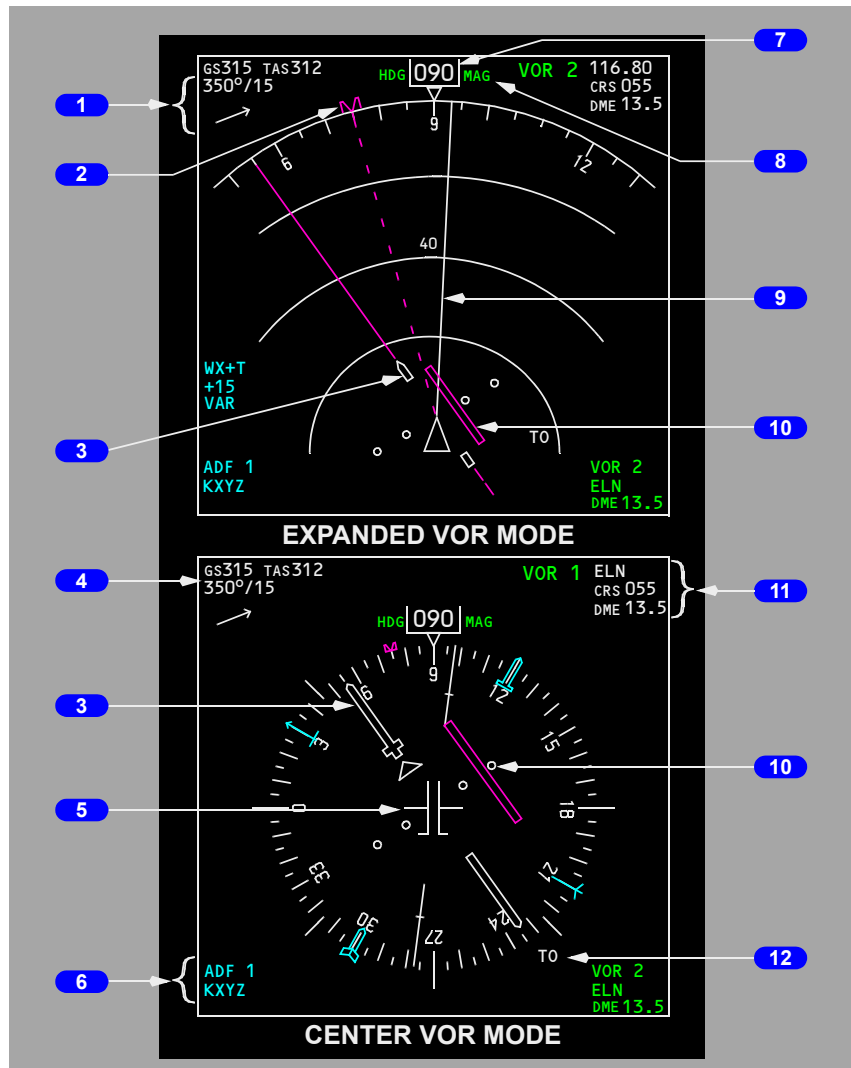 7
GS315 TAS312
350°/15
HDG 090 MAG
VOR 2 116.80
CRS 055
DME 13.5
1
2
8
6
9
12
40
9
WX+T
+15
VAR
3
10
TO
ADF 1
KXYZ
VOR 2
ELN
DME 13.5
EXPANDED VOR MODE
4
GS315 TAS312
350°/15
VOR 1 ELN
CRS 055
DME 13.5
11
HDG 090 MAG
9
6
12
3
3
15
10
5
0
18
33
21
30
27
24
TO
12
6
ADF 1
KXYZ
VOR 2
ELN
DME 13.5
CENTER VOR MODE